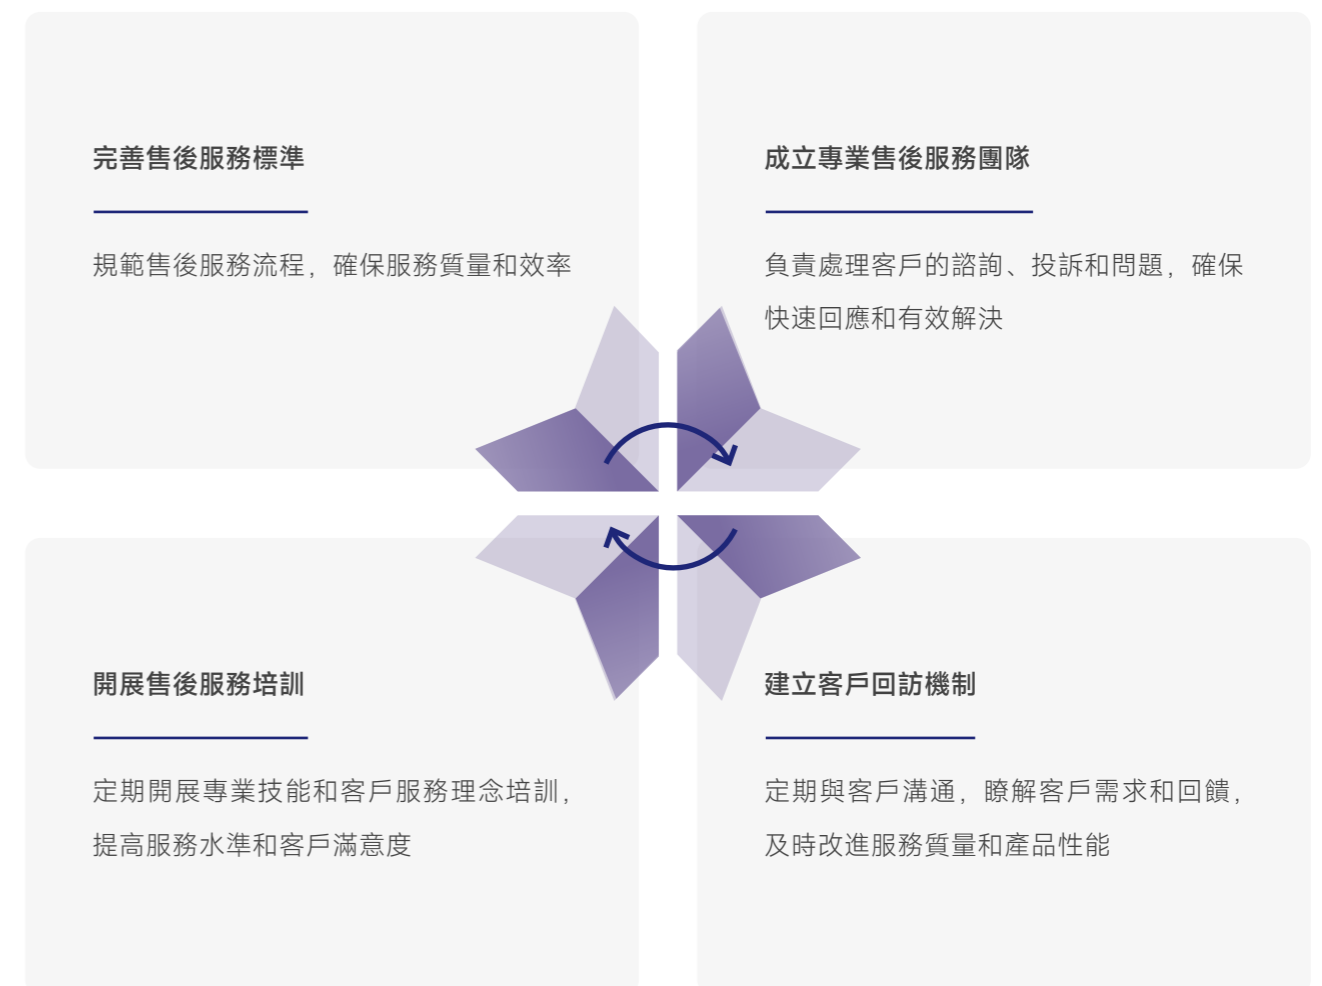 完善售後服務標準
規範售後服務流程，確保服務質量和效率
成立專業售後服務團隊
負責處理客戶的諮詢、投訴和問題，確保
快速回應和有效解決
開展售後服務培訓
定期開展專業技能和客戶服務理念培訓，
提高服務水準和客戶滿意度
建立客戶回訪機制
定期與客戶溝通，瞭解客戶需求和回饋，
及時改進服務質量和產品性能